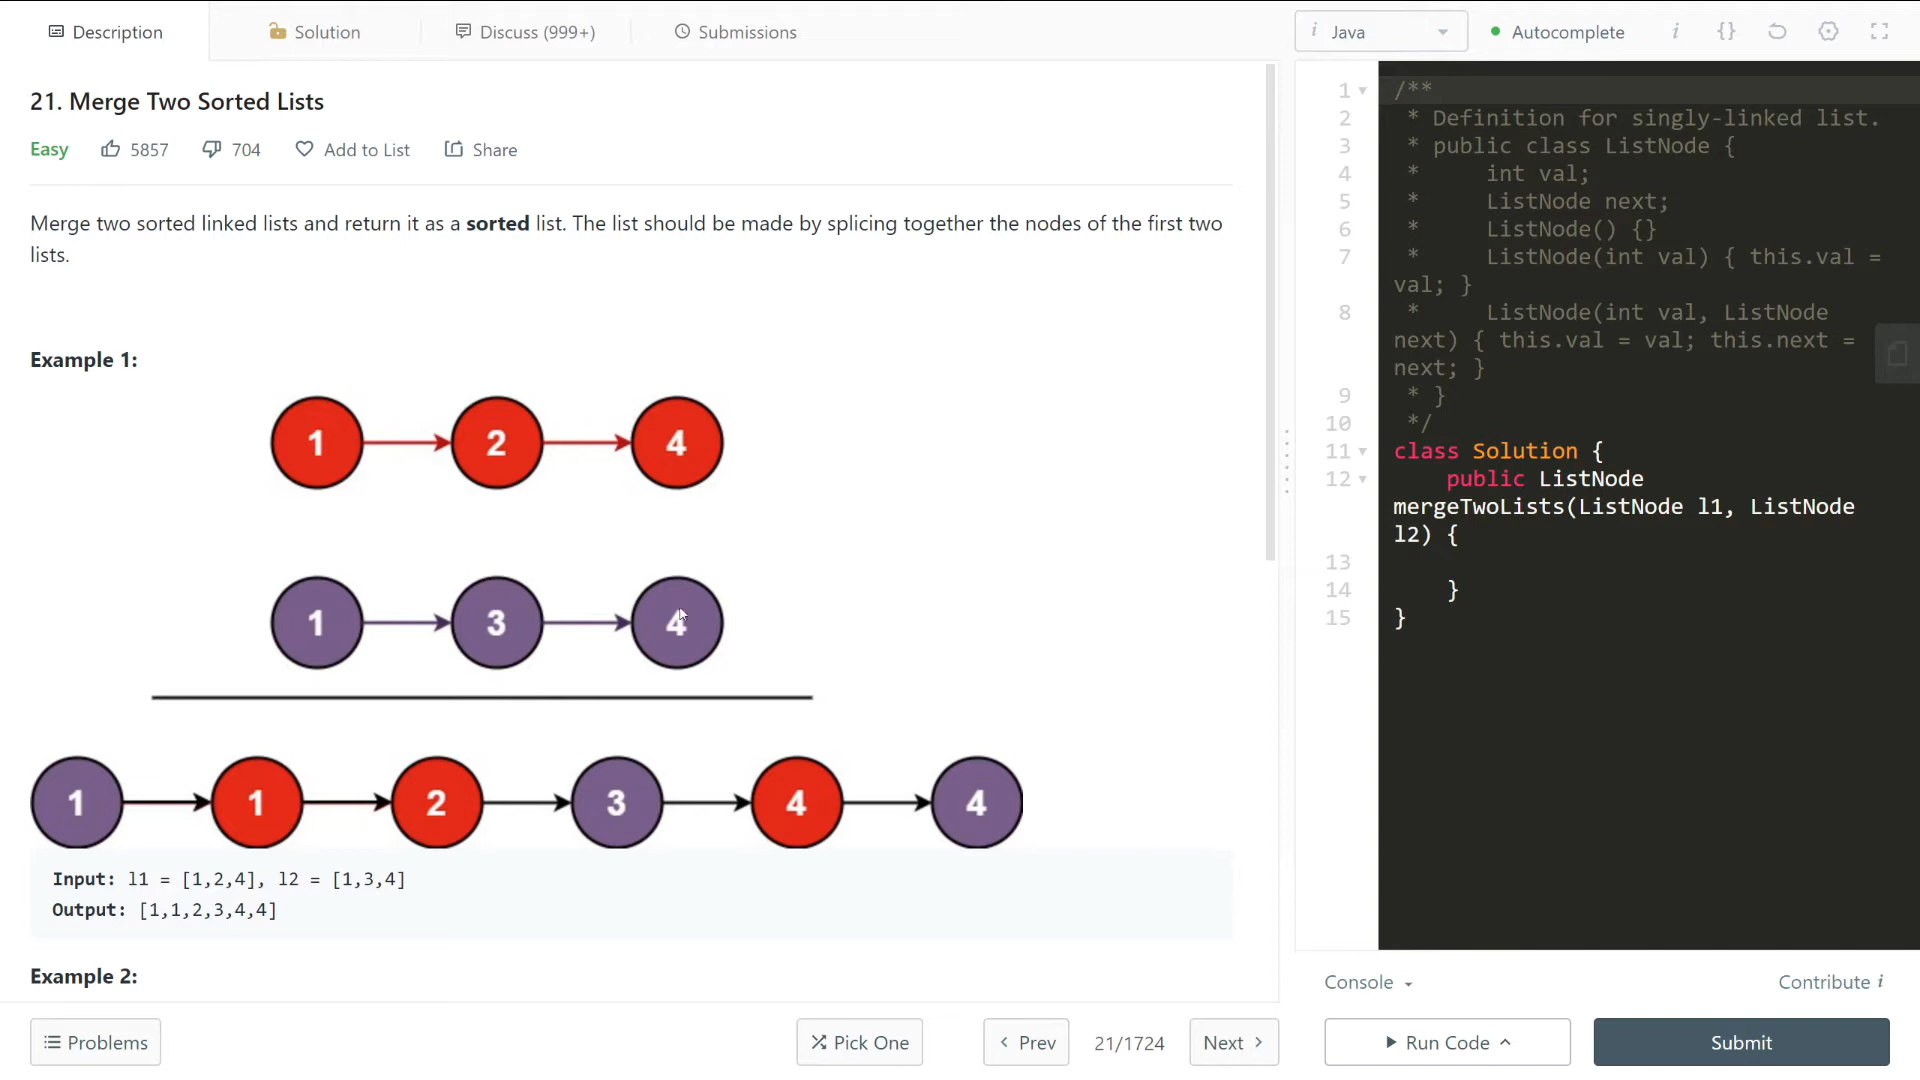 Description
Solution
Discuss (999+)
Submissions
i Java
Autocomplete
i {}
21. Merge Two Sorted Lists
Easy 5857 704 Add to List Share
Merge two sorted linked lists and return it as a sorted list. The list should be made by splicing together the nodes of the first two
lists.
Example 1:
1 2 4
1 3 4
1 1 2 3 4 4
Input: l1 = [1,2,4], l2 = [1,3,4]
Output: [1,1,2,3,4,4]
Example 2:
1 /**
2 * Definition for singly-linked list.
3 * public class ListNode {
4 * int val;
5 * ListNode next;
6 * ListNode() {}
7 * ListNode(int val) { this.val =
val; }
8 * ListNode(int val, ListNode
next) { this.val = val; this.next =
next; }
9 * }
10 */
11 class Solution {
12 public ListNode
mergeTwoLists(ListNode l1, ListNode
l2) {
13
14 }
15 }
Console
Contribute i
Problems
Pick One
Prev
21/1724
Next
Run Code
Submit